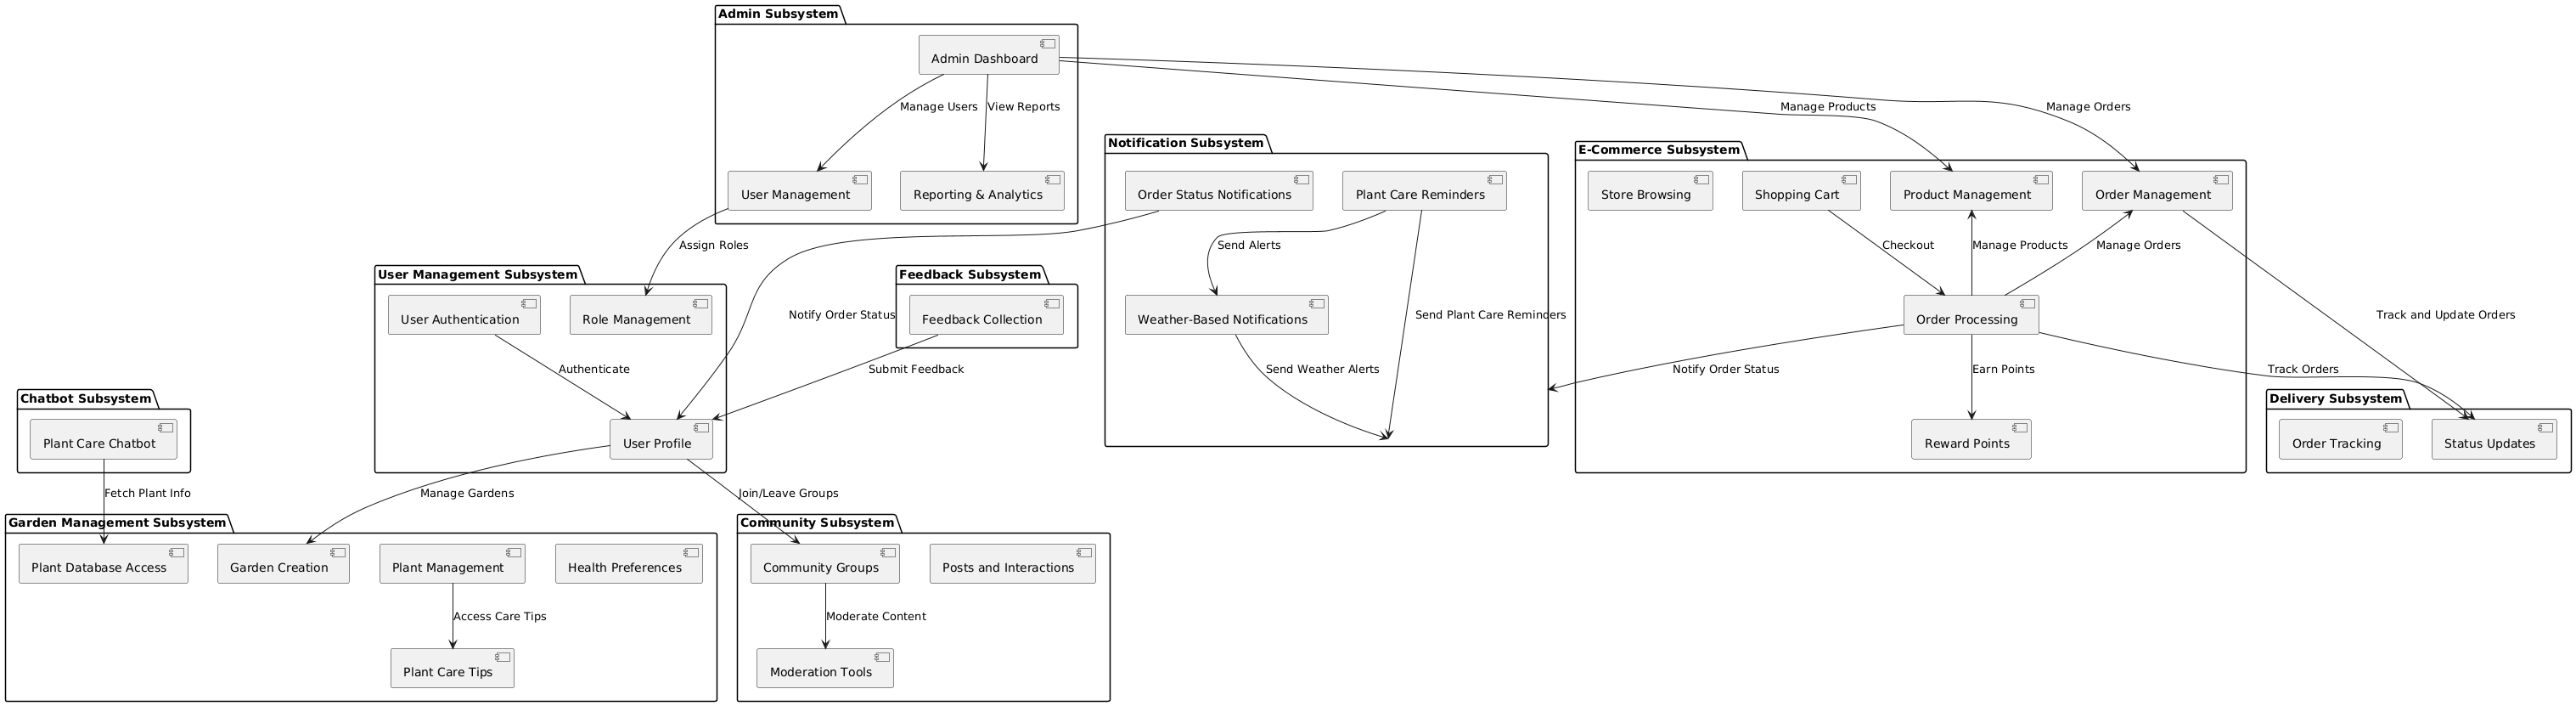 Admin Subsystem
Admin Dashboard
Manage Users
View Reports
Manage Products
Manage Orders
User Management
Reporting & Analytics
Notification Subsystem
Order Status Notifications
Plant Care Reminders
E-Commerce Subsystem
Store Browsing
Shopping Cart
Product Management
Order Management
Assign Roles
Send Alerts
Checkout
Manage Products
Manage Orders
User Management Subsystem
User Authentication
Role Management
Feedback Subsystem
Feedback Collection
Notify Order Status
Weather-Based Notifications
Send Plant Care Reminders
Order Processing
Track and Update Orders
Authenticate
Submit Feedback
Send Weather Alerts
Notify Order Status
Earn Points
Track Orders
Chatbot Subsystem
Plant Care Chatbot
User Profile
Reward Points
Delivery Subsystem
Order Tracking
Status Updates
Fetch Plant Info
Manage Gardens
Join/Leave Groups
Garden Management Subsystem
Plant Database Access
Garden Creation
Plant Management
Health Preferences
Access Care Tips
Plant Care Tips
Community Subsystem
Community Groups
Posts and Interactions
Moderate Content
Moderation Tools